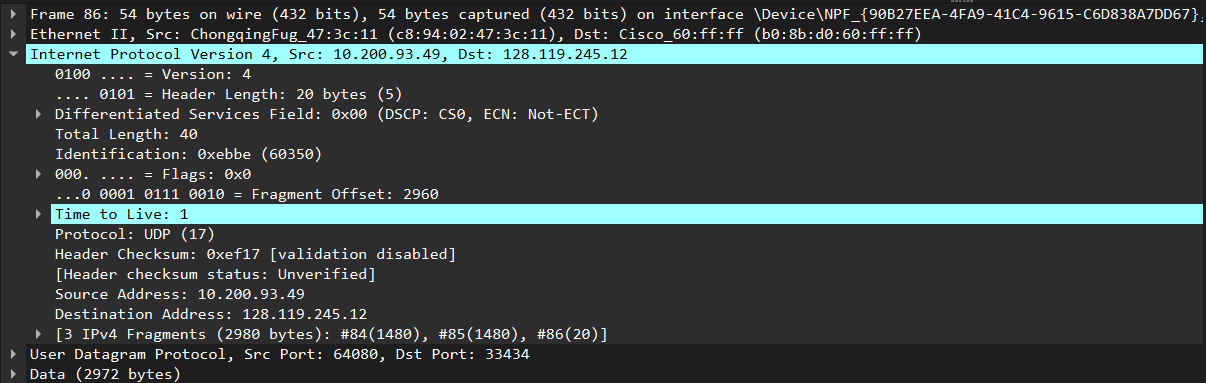 Frame 86: 54 bytes on wire (432 bits), 54 bytes captured (432 bits) on interface \Device\NPF_{90B27EEA-4FA9-41C4-9615-C6D838A7DD67},
Ethernet II, Src: ChongqingFug_47:3c:11 (c8:94:02:47:3c:11), Dst: Cisco_60:ff:ff (b0:8b:d0:60:ff:ff)
Internet Protocol Version 4, Src: 10.200.93.49, Dst: 128.119.245.12
0100 .... = Version: 4
.... 0101 = Header Length: 20 bytes (5)
Differentiated Services Field: 0x00 (DSCP: CS0, ECN: Not-ECT)
Total Length: 40
Identification: 0xebbe (60350)
000. .... = Flags: 0x0
...0 0001 0111 0010 = Fragment Offset: 2960
Time to Live: 1
Protocol: UDP (17)
Header Checksum: 0xef17 [validation disabled]
[Header checksum status: Unverified]
Source Address: 10.200.93.49
Destination Address: 128.119.245.12
[3 IPv4 Fragments (2980 bytes): #84(1480), #85(1480), #86(20)]
User Datagram Protocol, Src Port: 64080, Dst Port: 33434
Data (2972 bytes)